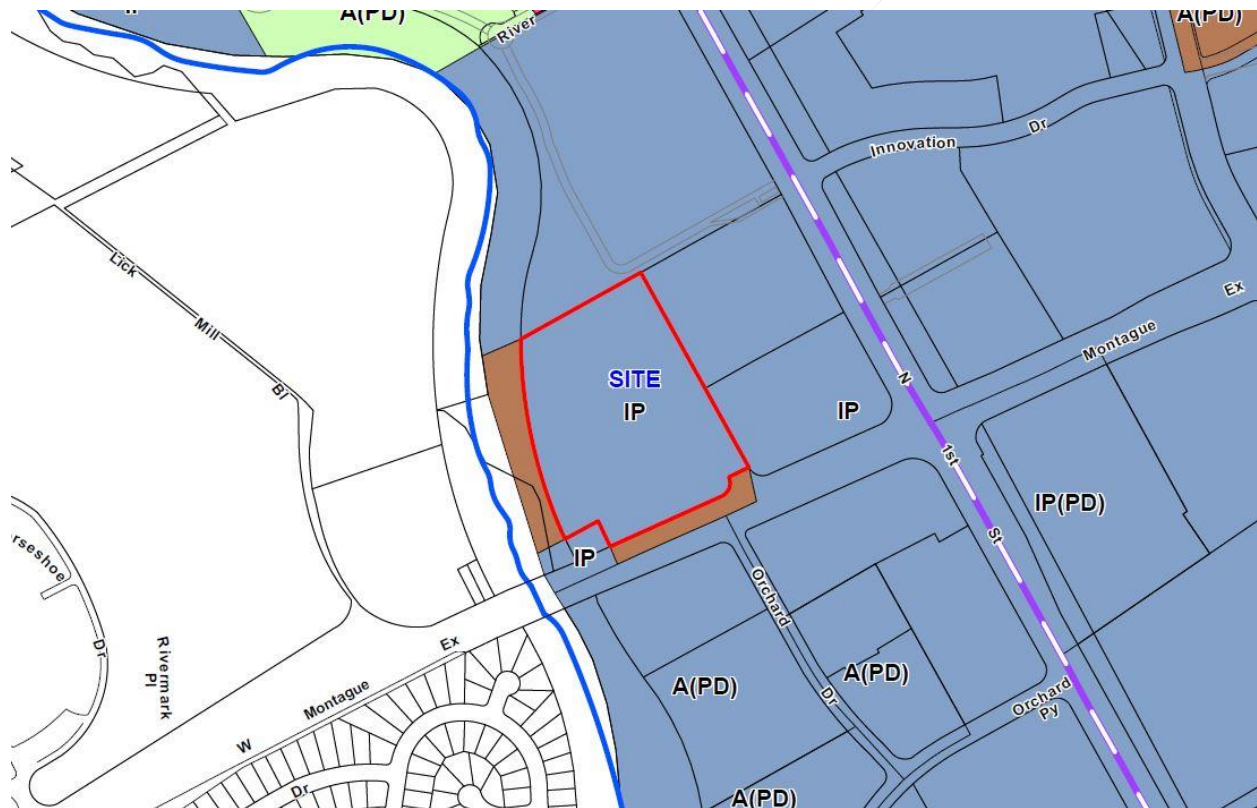 IP
A(PD)
River
A(PD)
Innovation
Dr
Lick
Mill
Bl
Montague
Ex
SITE
IP
IP
N
1st
St
IP(PD)
IP
Orchard
Dr
Dr
Rivermark
Pl
W
Montague
Ex
A(PD)
A(PD)
Orchard
Py
Dr
A(PD)